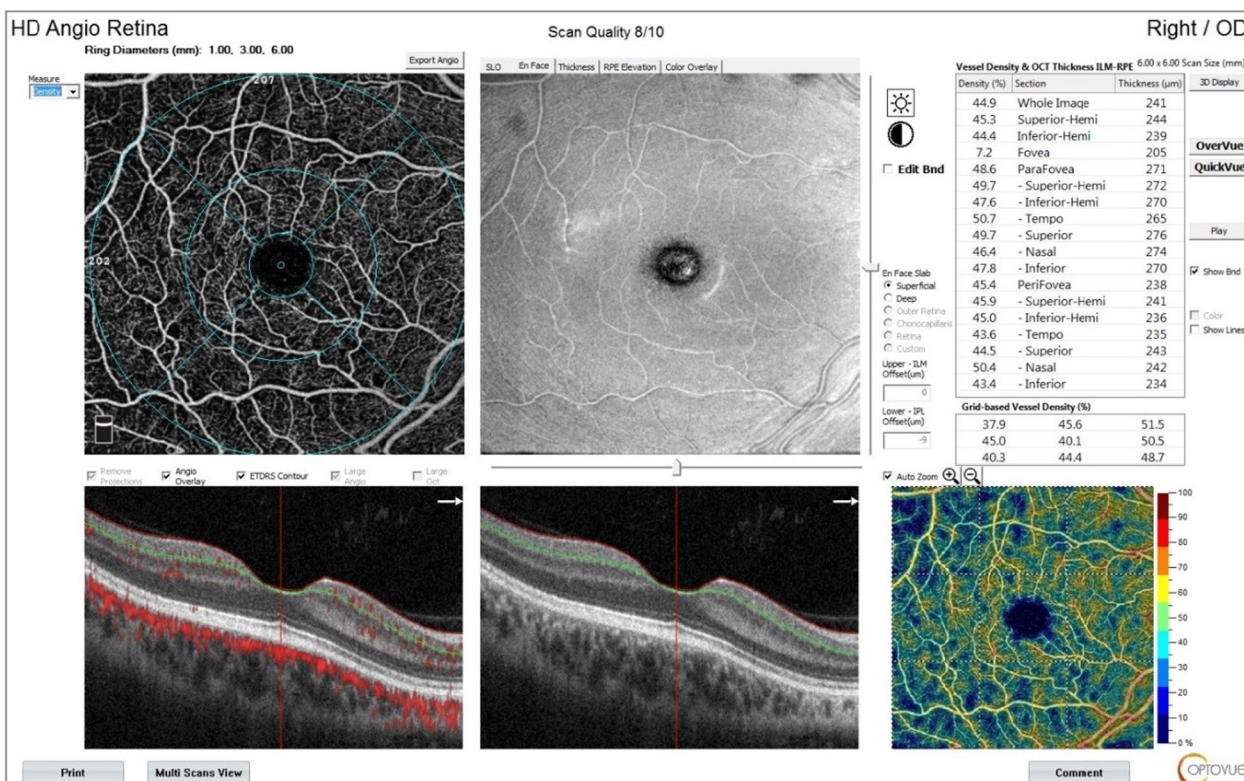 HD Angio Retina
Scan Quality 8/10
Right / OD
Ring Diameters (mm): 1.00, 3.00, 6.00
Export Angio
Measure
Density
207
202
SLO
En Face
Thickness
RPE Elevation
Color Overlay
Edit Bnd
En Face Slab
Superficial
Deep
Outer Retina
Choriocapillaris
Retina
Custom
Upper - ILM
Offset(um)
0
Lower - IPL
Offset(um)
-9
Vessel Density & OCT Thickness ILM-RPE 6.00 x 6.00 Scan Size (mm)
Density (%) Section Thickness (µm)
44.9 Whole Image 241
45.3 Superior-Hemi 244
44.4 Inferior-Hemi 239
7.2 Fovea 205
48.6 ParaFovea 271
49.7 - Superior-Hemi 272
47.6 - Inferior-Hemi 270
50.7 - Tempo 265
49.7 - Superior 276
46.4 - Nasal 274
47.8 - Inferior 270
45.4 PeriFovea 238
45.9 - Superior-Hemi 241
45.0 - Inferior-Hemi 236
43.6 - Tempo 235
44.5 - Superior 243
50.4 - Nasal 242
43.4 - Inferior 234
Grid-based Vessel Density (%)
37.9 45.6 51.5
45.0 40.1 50.5
40.3 44.4 48.7
3D Display
OverVue
QuickVue
Play
Show Bnd
Color
Show Lines
Remove
Projections
Angio
Overlay
ETDRS Contour
Large
Angio
Large
Oct
Auto Zoom
100
90
80
70
60
50
40
30
20
10
0 %
Print
Multi Scans View
Comment
OPTOVUE